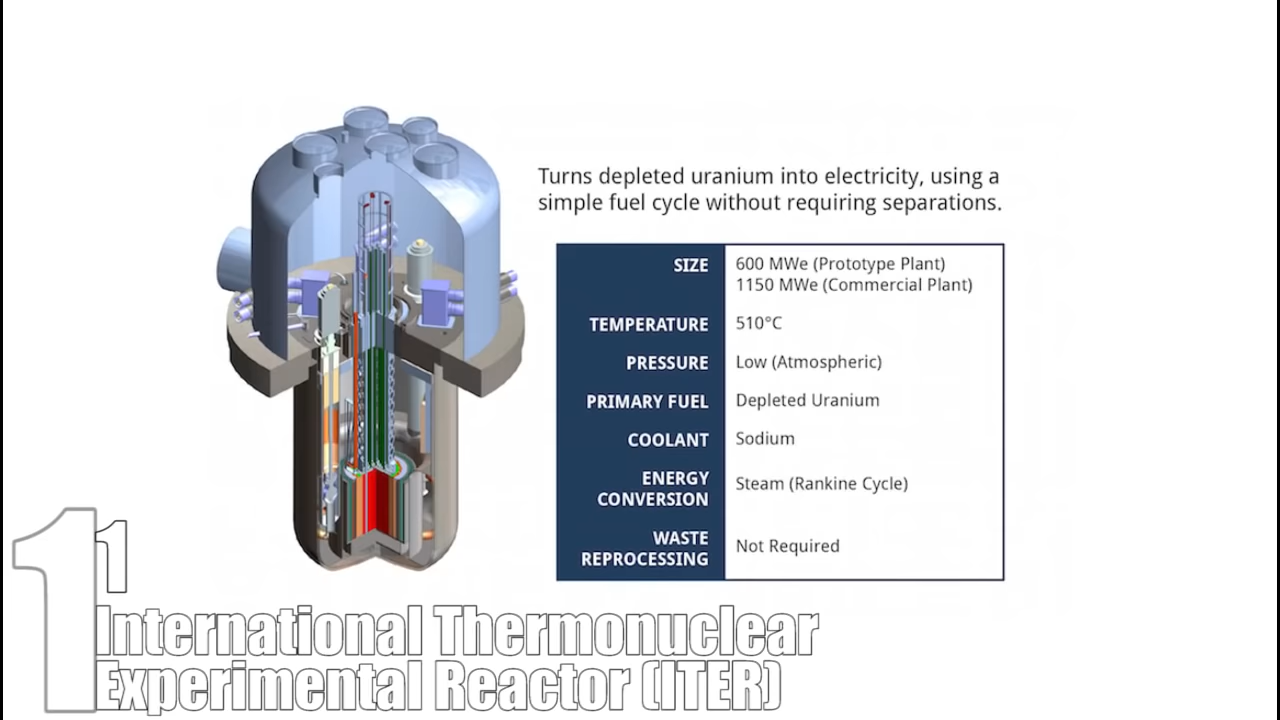 Turns depleted uranium into electricity, using a
simple fuel cycle without requiring separations.
SIZE 600 MWe (Prototype Plant)
1150 MWe (Commercial Plant)
TEMPERATURE 510°C
PRESSURE Low (Atmospheric)
PRIMARY FUEL Depleted Uranium
COOLANT Sodium
ENERGY
CONVERSION Steam (Rankine Cycle)
WASTE
REPROCESSING Not Required
1
1
International Thermonuclear
Experimental Reactor (ITER)